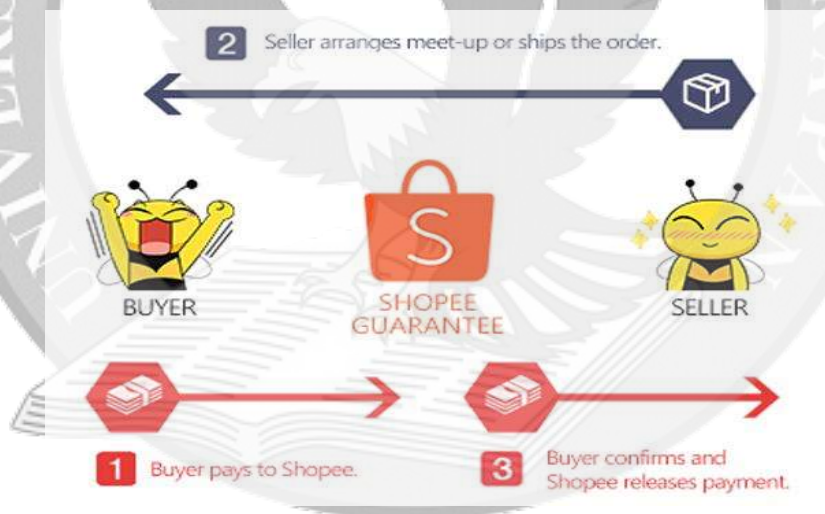 2 Seller arranges meet-up or ships the order.
S
BUYER
SHOPEE
GUARANTEE
SELLER
1 Buyer pays to Shopee.
3 Buyer confirms and
Shopee releases payment.